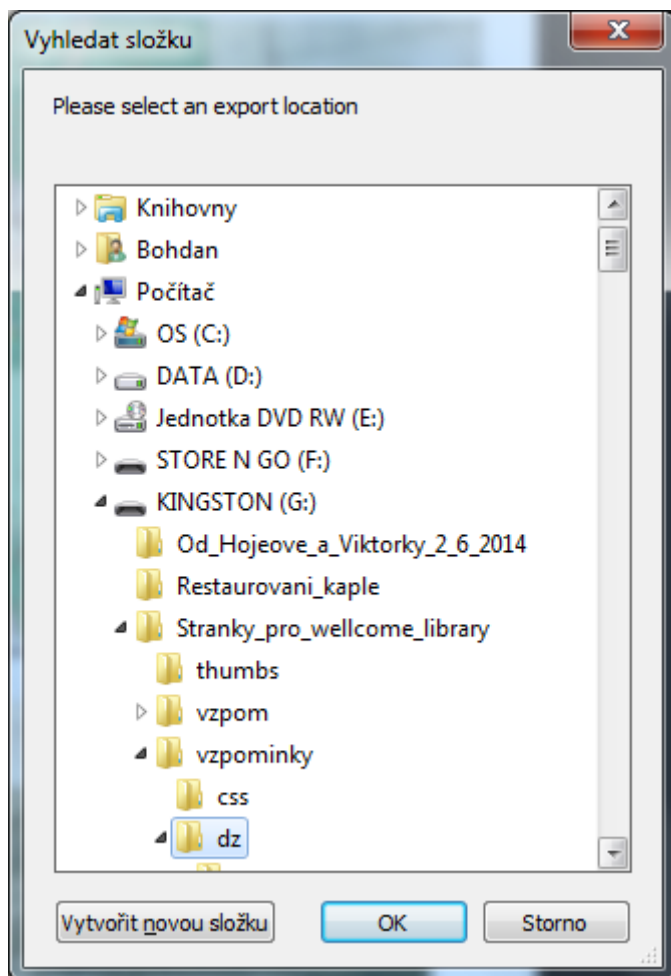 Vyhledat složku
Please select an export location
Knihovny
Bohdan
Počítač
OS (C:)
DATA (D:)
Jednotka DVD RW (E:)
STORE N GO (F:)
KINGSTON (G:)
Od_Hojeove_a_Viktorky_2_6_2014
Restaurovani_kaple
Stranky_pro_wellcome_library
thumbs
vzpom
vzpominky
css
dz
Vytvořit novou složku OK Storno